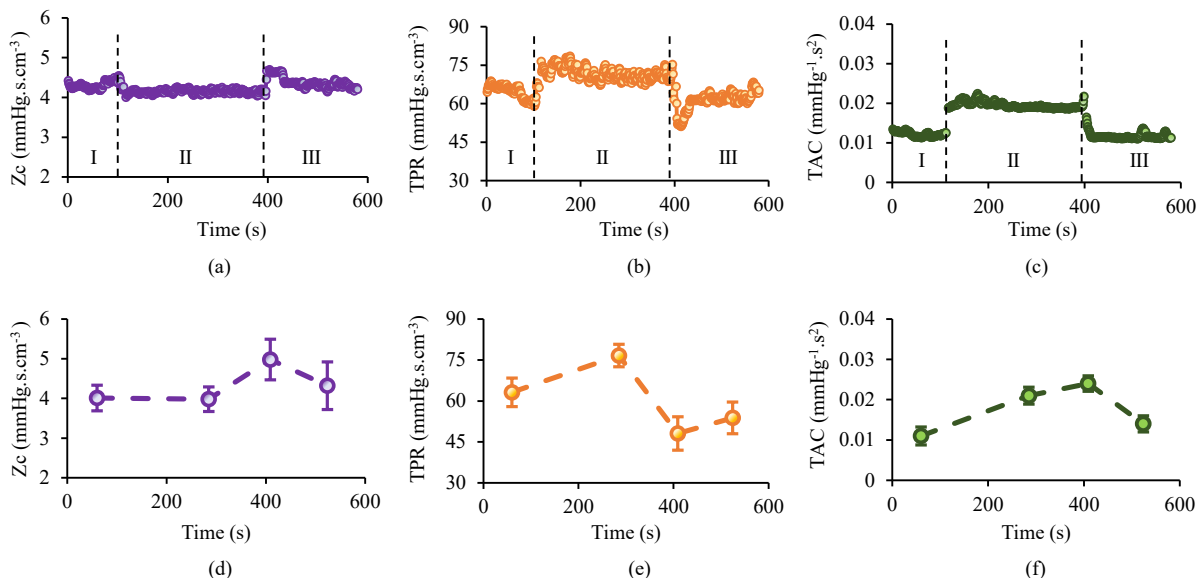 Zc (mmHg.s.cm⁻³)
6
5
4
3
2
I
II
III
0
200
400
600
Time (s)
(a)
TPR (mmHg.s.cm⁻³)
90
75
60
45
30
I
II
III
0
200
400
600
Time (s)
(b)
TAC (mmHg⁻¹.s²)
0.04
0.03
0.02
0.01
0
I
II
III
0
200
400
600
Time (s)
(c)
Zc (mmHg.s.cm⁻³)
6
5
4
3
2
0
200
400
600
Time (s)
(d)
TPR (mmHg.s.cm⁻³)
90
75
60
45
30
0
200
400
600
Time (s)
(e)
TAC (mmHg⁻¹.s²)
0.04
0.03
0.02
0.01
0
0
200
400
600
Time (s)
(f)